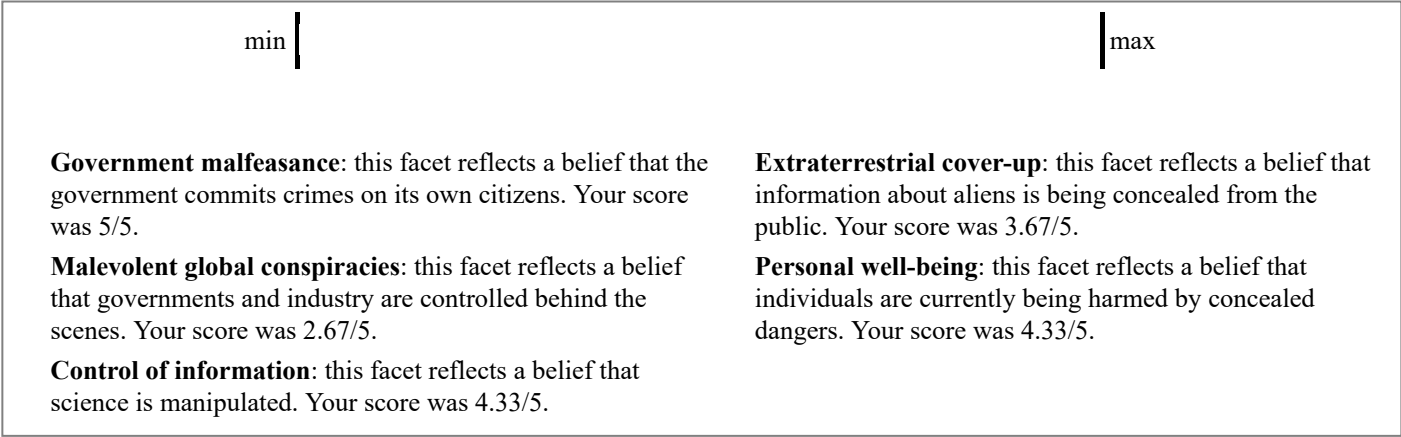 min
max
Government malfeasance: this facet reflects a belief that the
government commits crimes on its own citizens. Your score
was 5/5.
Malevolent global conspiracies: this facet reflects a belief
that governments and industry are controlled behind the
scenes. Your score was 2.67/5.
Control of information: this facet reflects a belief that
science is manipulated. Your score was 4.33/5.
Extraterrestrial cover-up: this facet reflects a belief that
information about aliens is being concealed from the
public. Your score was 3.67/5.
Personal well-being: this facet reflects a belief that
individuals are currently being harmed by concealed
dangers. Your score was 4.33/5.